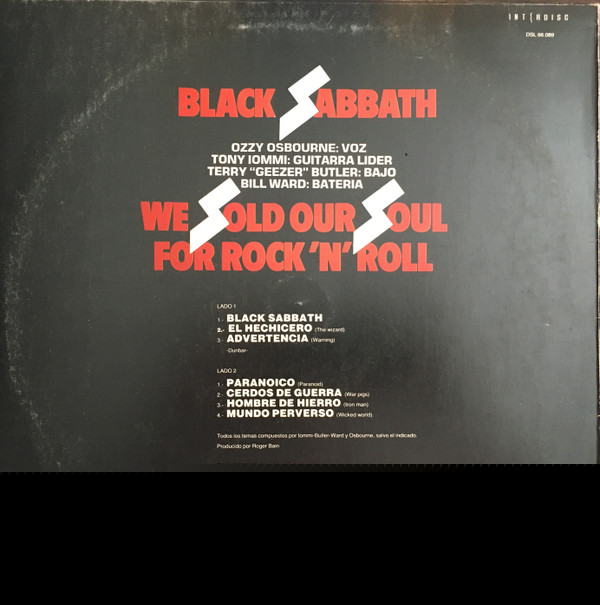 INTERDISC
DSL 66.089
BLACK SABBATH
OZZY OSBOURNE: VOZ
TONY IOMMI: GUITARRA LIDER
TERRY "GEEZER" BUTLER: BAJO
BILL WARD: BATERIA
WE SOLD OUR SOUL
FOR ROCK 'N' ROLL
LADO 1
1.- BLACK SABBATH
2.- EL HECHICERO (The wizard)
3.- ADVERTENCIA (Warning)
-Dunbar-
LADO 2
1.- PARANOICO (Paranoid)
2.- CERDOS DE GUERRA (War pigs)
3.- HOMBRE DE HIERRO (Iron man)
4.- MUNDO PERVERSO (Wicked world).
Todos los temas compuestos por Iommi-Butler-Ward y Osbourne, salvo el indicado.
Producido por Roger Bain